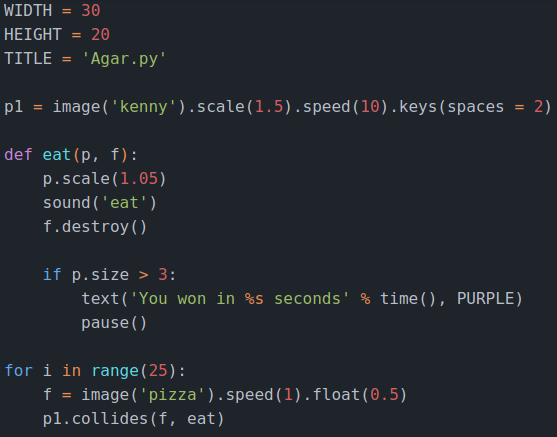 WIDTH = 30
HEIGHT = 20
TITLE = 'Agar.py'
p1 = image('kenny').scale(1.5).speed(10).keys(spaces = 2)
def eat(p, f):
    p.scale(1.05)
    sound('eat')
    f.destroy()
    if p.size > 3:
        text('You won in %s seconds' % time(), PURPLE)
        pause()
for i in range(25):
    f = image('pizza').speed(1).float(0.5)
    p1.collides(f, eat)